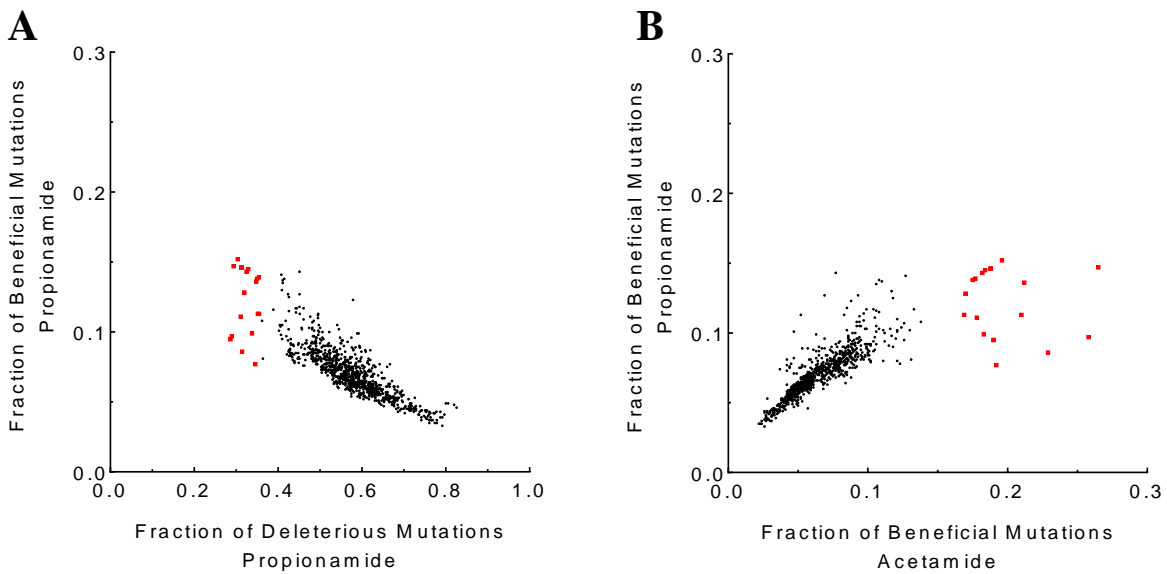 A
Fraction of Beneficial Mutations
Propionamide
0.3
0.2
0.1
0.0
0.0
0.2
0.4
0.6
0.8
1.0
Fraction of Deleterious Mutations
Propionamide
B
Fraction of Beneficial Mutations
Propionamide
0.3
0.2
0.1
0.0
0.0
0.1
0.2
0.3
Fraction of Beneficial Mutations
Acetamide